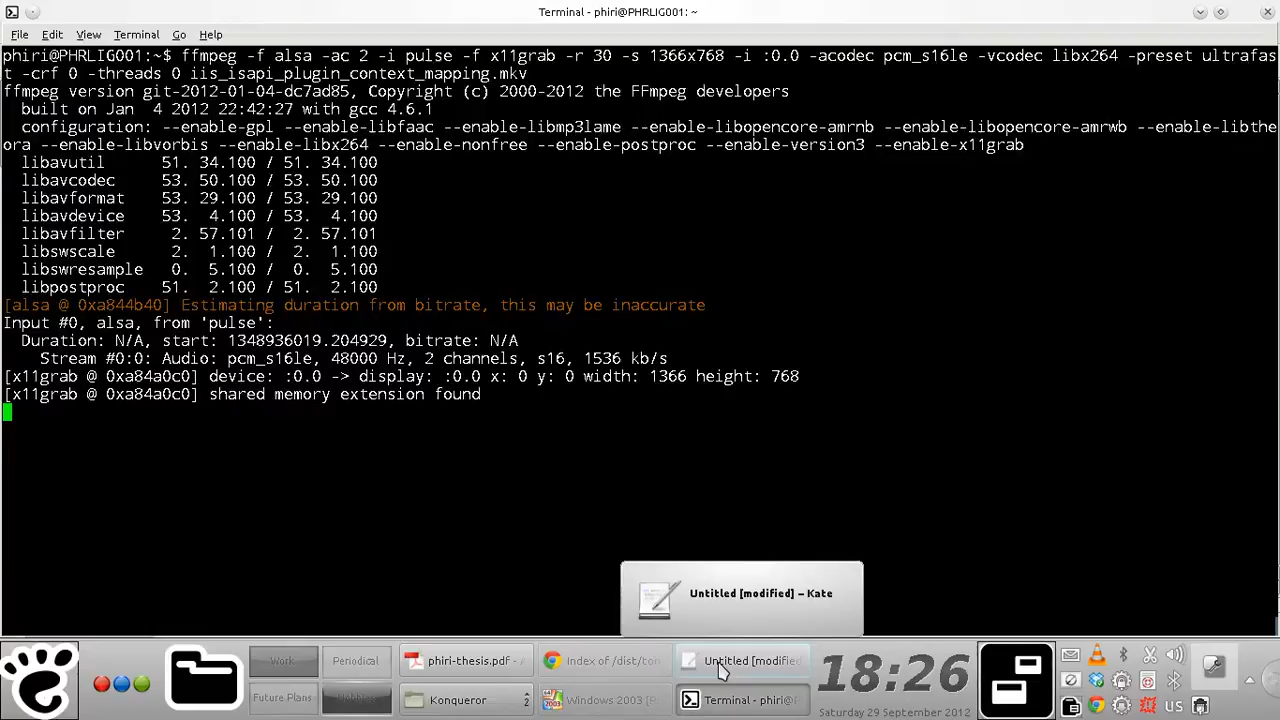 Terminal - phiri@PHRLIG001: ~
File Edit View Terminal Go Help
phiri@PHRLIG001:~$ ffmpeg -f alsa -ac 2 -i pulse -f x11grab -r 30 -s 1366x768 -i :0.0 -acodec pcm_s16le -vcodec libx264 -preset ultrafas
t -crf 0 -threads 0 iis_isapi_plugin_context_mapping.mkv
ffmpeg version git-2012-01-04-dc7ad85, Copyright (c) 2000-2012 the FFmpeg developers
built on Jan 4 2012 22:42:27 with gcc 4.6.1
configuration: --enable-gpl --enable-libfaac --enable-libmp3lame --enable-libopencore-amrnb --enable-libopencore-amrwb --enable-libthe
ora --enable-libvorbis --enable-libx264 --enable-nonfree --enable-postproc --enable-version3 --enable-x11grab
libavutil 51. 34.100 / 51. 34.100
libavcodec 53. 50.100 / 53. 50.100
libavformat 53. 29.100 / 53. 29.100
libavdevice 53. 4.100 / 53. 4.100
libavfilter 2. 57.101 / 2. 57.101
libswscale 2. 1.100 / 2. 1.100
libswresample 0. 5.100 / 0. 5.100
libpostproc 51. 2.100 / 51. 2.100
[alsa @ 0xa844b40] Estimating duration from bitrate, this may be inaccurate
Input #0, alsa, from 'pulse':
Duration: N/A, start: 1348936019.204929, bitrate: N/A
Stream #0:0: Audio: pcm_s16le, 48000 Hz, 2 channels, s16, 1536 kb/s
[x11grab @ 0xa84a0c0] device: :0.0 -> display: :0.0 x: 0 y: 0 width: 1366 height: 768
[x11grab @ 0xa84a0c0] shared memory extension found
Untitled [modified] – Kate
Work Periodical phiri-thesis.pdf - Index of /dist/to Untitled [modified 18:26
Future Plans Konqueror 2 Windows 2003 Terminal - phiri@ Saturday 29 September 2012 US